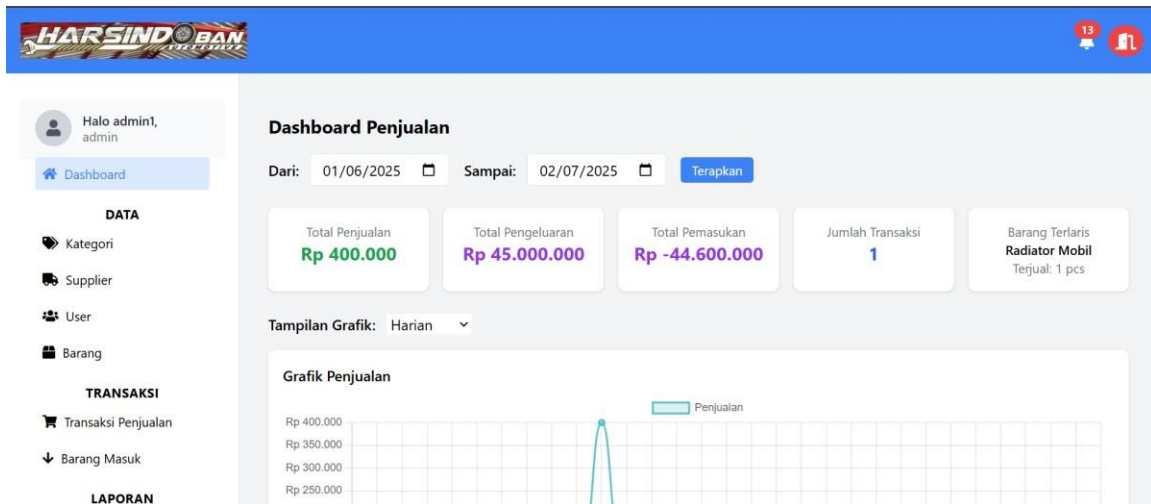 HARSINDO BAN
AUTOMOTIVE
13
Halo admin1,
admin
Dashboard
DATA
Kategori
Supplier
User
Barang
TRANSAKSI
Transaksi Penjualan
Barang Masuk
LAPORAN
Dashboard Penjualan
Dari: 01/06/2025 Sampai: 02/07/2025 Terapkan
Total Penjualan
Rp 400.000
Total Pengeluaran
Rp 45.000.000
Total Pemasukan
Rp -44.600.000
Jumlah Transaksi
1
Barang Terlaris
Radiator Mobil
Terjual: 1 pcs
Tampilan Grafik: Harian
Grafik Penjualan
Penjualan
Rp 400.000
Rp 350.000
Rp 300.000
Rp 250.000